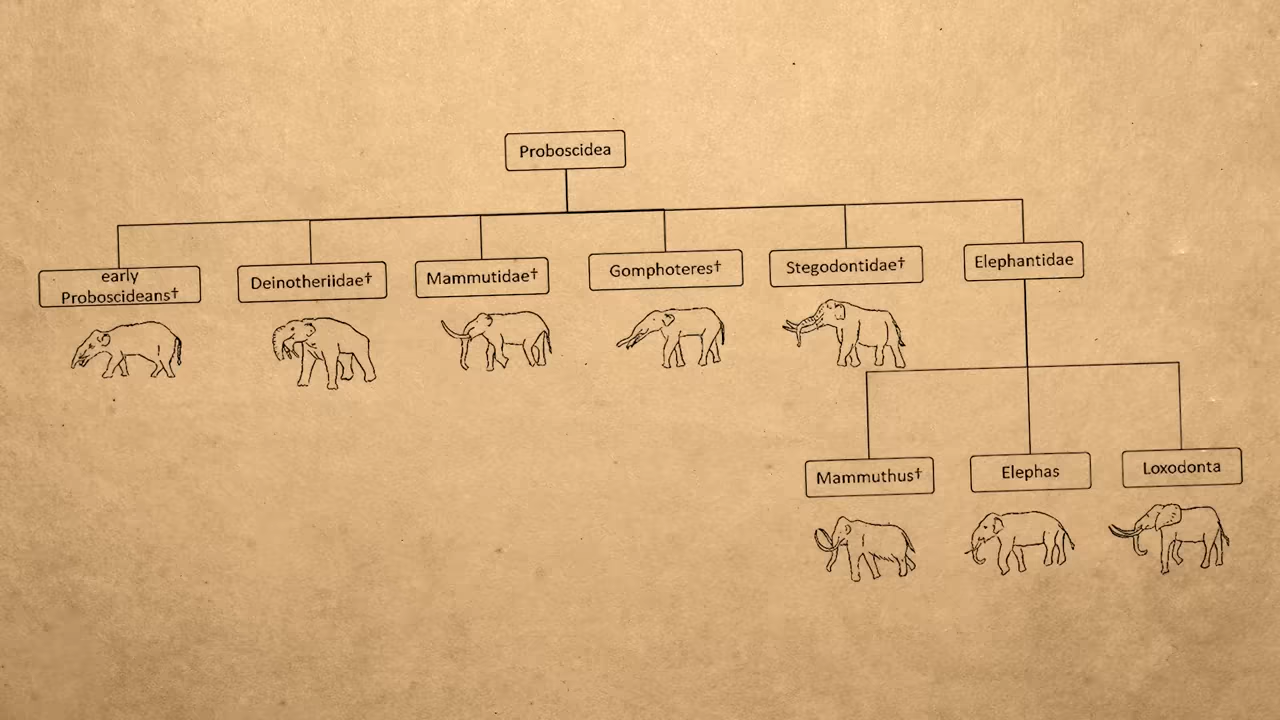 Proboscidea
early
Proboscideans†
Deinotheriidae†
Mammutidae†
Gomphoteres†
Stegodontidae†
Elephantidae
Mammuthus†
Elephas
Loxodonta